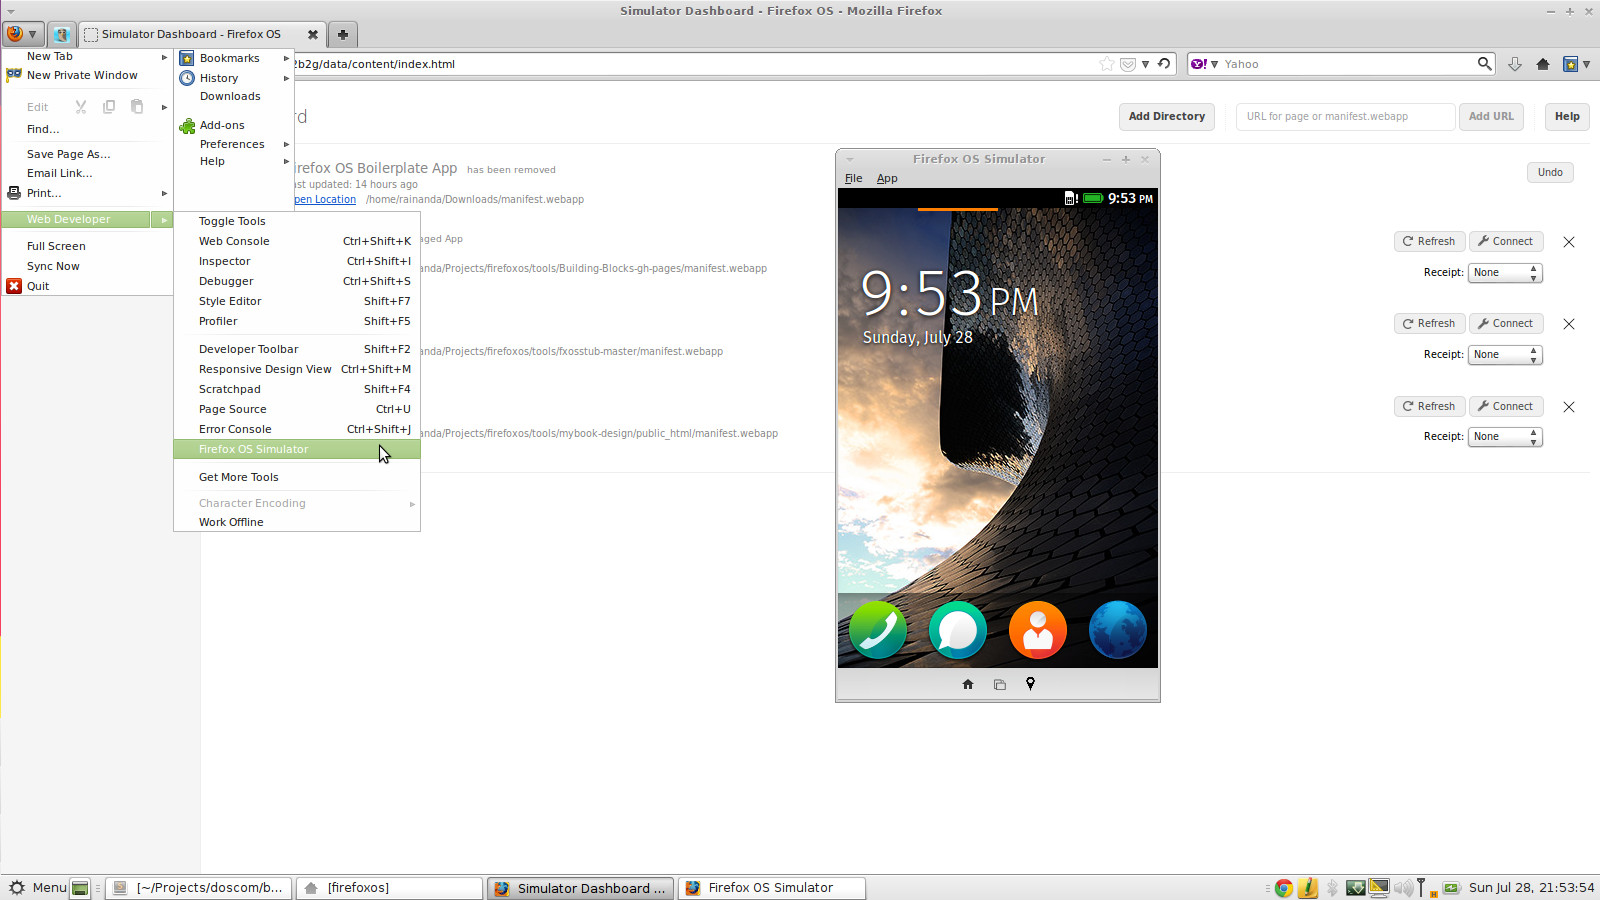 Simulator Dashboard - Firefox OS - Mozilla Firefox
Simulator Dashboard - Firefox OS
New Tab
New Private Window
Edit
Find...
Save Page As...
Email Link...
Print...
Web Developer
Full Screen
Sync Now
Quit
Bookmarks
History
Downloads
Add-ons
Preferences
Help
Toggle Tools
Web Console Ctrl+Shift+K
Inspector Ctrl+Shift+I
Debugger Ctrl+Shift+S
Style Editor Shift+F7
Profiler Shift+F5
Developer Toolbar Shift+F2
Responsive Design View Ctrl+Shift+M
Scratchpad Shift+F4
Page Source Ctrl+U
Error Console Ctrl+Shift+J
Firefox OS Simulator
Get More Tools
Character Encoding
Work Offline
2b2g/data/content/index.html
Y! Yahoo
rd
Add Directory
URL for page or manifest.webapp
Add URL
Help
irefox OS Boilerplate App has been removed
Undo
ast updated: 14 hours ago
pen Location /home/rainanda/Downloads/manifest.webapp
aged App
anda/Projects/firefoxos/tools/Building-Blocks-gh-pages/manifest.webapp
Refresh Connect
Receipt: None
anda/Projects/firefoxos/tools/fxosstub-master/manifest.webapp
Refresh Connect
Receipt: None
anda/Projects/firefoxos/tools/mybook-design/public_html/manifest.webapp
Refresh Connect
Receipt: None
Firefox OS Simulator
File App
9:53 PM
9:53 PM
Sunday, July 28
Menu
[~/Projects/doscom/b...
[firefoxos]
Simulator Dashboard ...
Firefox OS Simulator
Sun Jul 28, 21:53:54